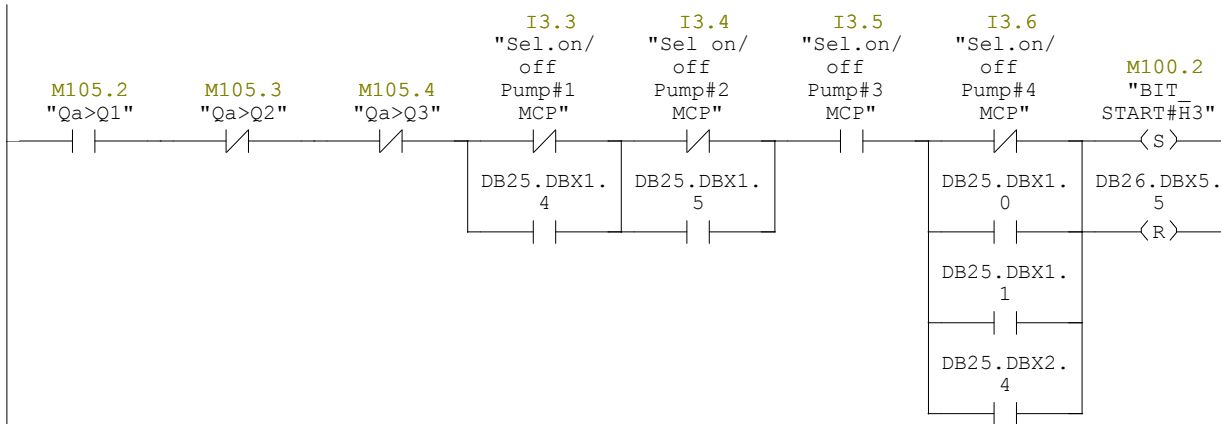 I3.3
"Sel.on/
off
Pump#1
MCP"
I3.4
"Sel on/
off
Pump#2
MCP"
I3.5
"Sel.on/
off
Pump#3
MCP"
I3.6
"Sel.on/
off
Pump#4
MCP"
M105.2
"Qa>Q1"
M105.3
"Qa>Q2"
M105.4
"Qa>Q3"
M100.2
"BIT_
START#H3"
S
DB25.DBX1.
4
DB25.DBX1.
5
DB25.DBX1.
0
DB26.DBX5.
5
R
DB25.DBX1.
1
DB25.DBX2.
4